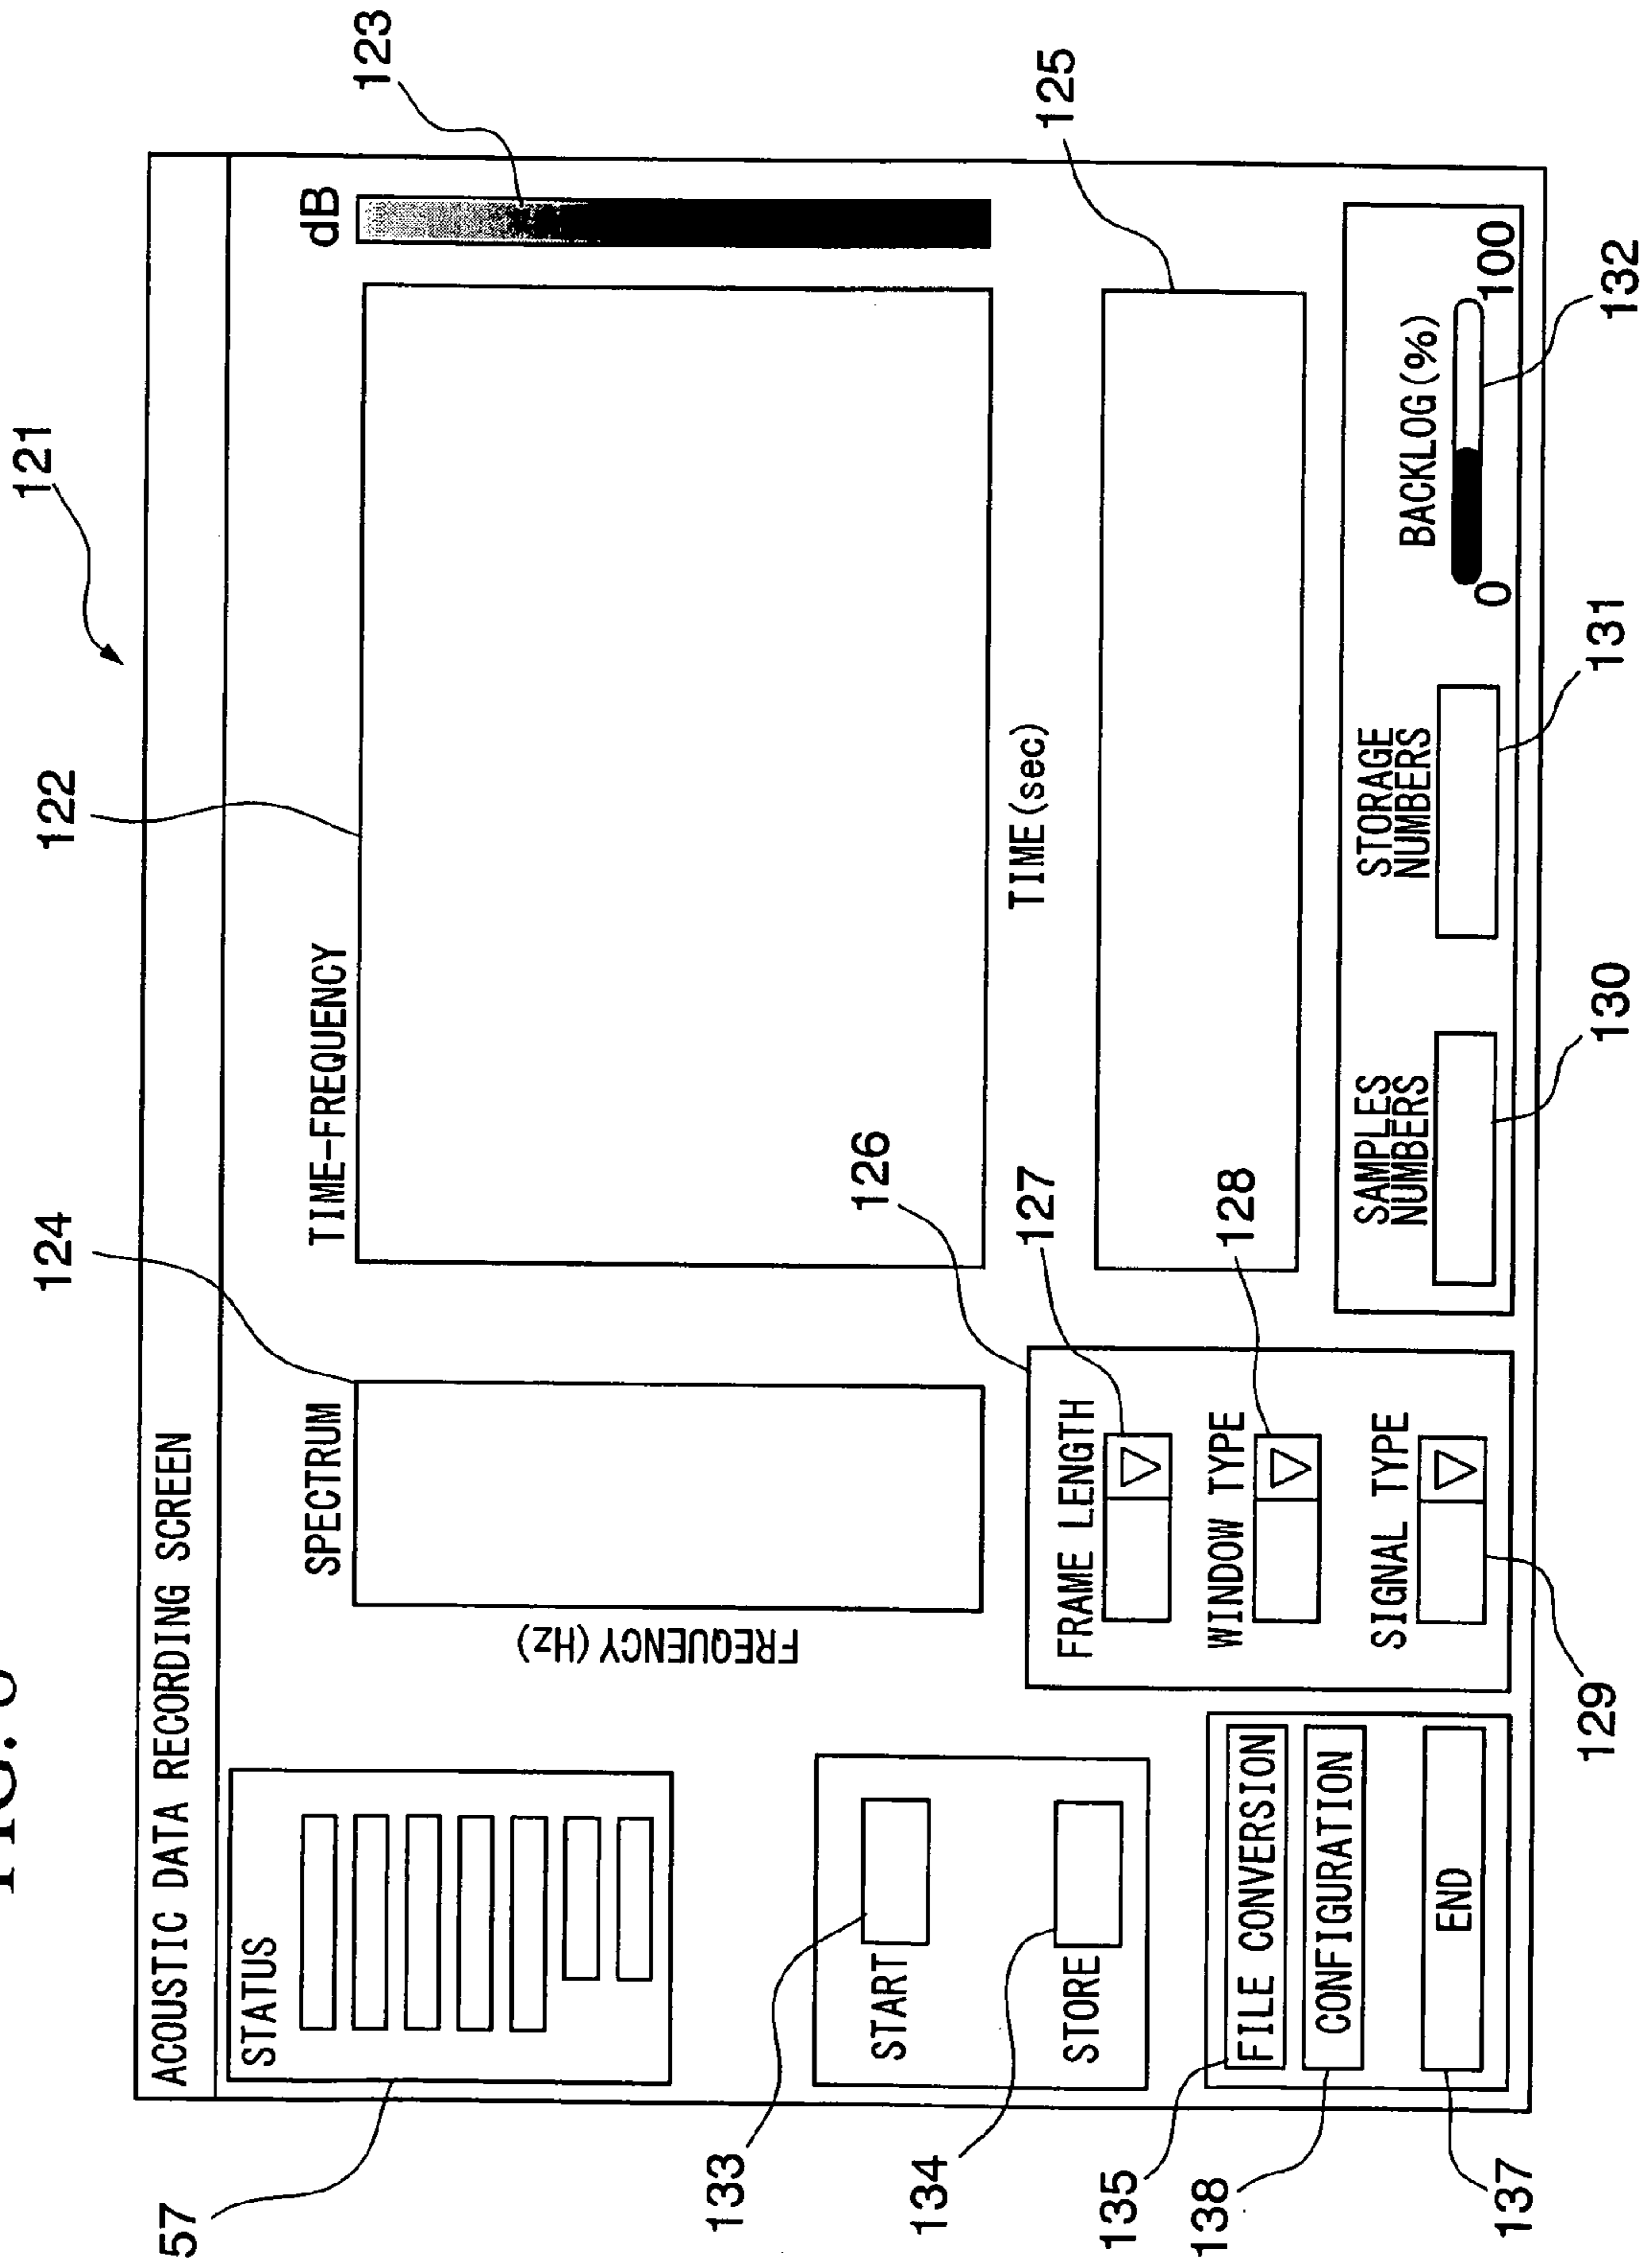 121
122
124
123
ACOUSTIC DATA RECORDING SCREEN
57
STATUS
SPECTRUM
FREQUENCY(Hz)
TIME-FREQUENCY
dB
TIME(sec)
125
133
START
134
STORE
126
FRAME LENGTH
127
WINDOW TYPE
128
SIGNAL TYPE
129
135
FILE CONVERSION
138
CONFIGURATION
137
END
SAMPLES
NUMBERS
130
STORAGE
NUMBERS
131
BACKLOG(%)
0
100
132